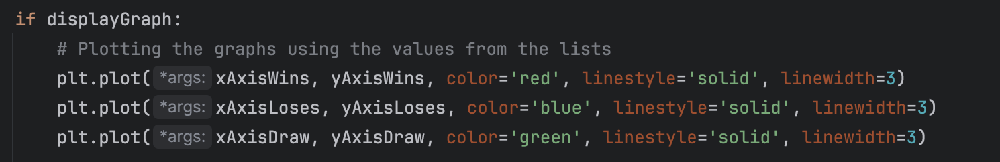 if displayGraph:
# Plotting the graphs using the values from the lists
plt.plot( *args: xAxisWins, yAxisWins, color='red', linestyle='solid', linewidth=3)
plt.plot( *args: xAxisLoses, yAxisLoses, color='blue', linestyle='solid', linewidth=3)
plt.plot( *args: xAxisDraw, yAxisDraw, color='green', linestyle='solid', linewidth=3)